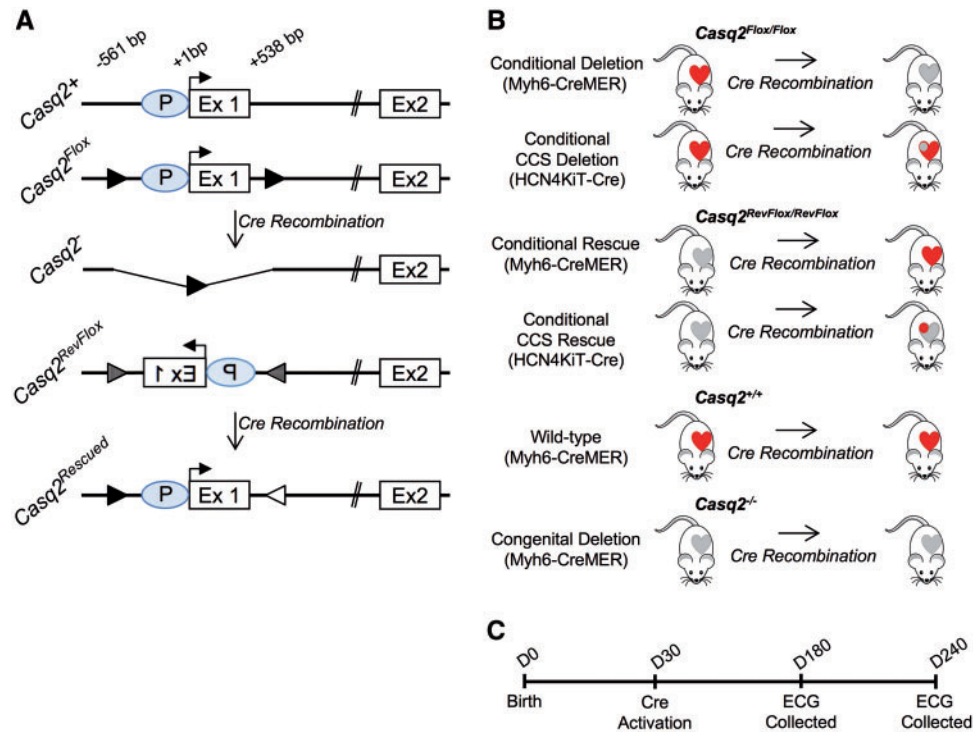 A
-561 bp
+1bp
+538 bp
Casq2+
P
Ex 1
Ex2
Casq2Flox
P
Ex 1
Ex2
Cre Recombination
Casq2-
Ex2
Casq2RevFlox
Ex 1
P
Ex2
Cre Recombination
Casq2Rescued
P
Ex 1
Ex2
B
Casq2Flox/Flox
Conditional Deletion
(Myh6-CreMER)
Cre Recombination
Conditional
CCS Deletion
(HCN4KiT-Cre)
Cre Recombination
Casq2RevFlox/RevFlox
Conditional Rescue
(Myh6-CreMER)
Cre Recombination
Conditional
CCS Rescue
(HCN4KiT-Cre)
Cre Recombination
Casq2+/+
Wild-type
(Myh6-CreMER)
Cre Recombination
Casq2-/-
Congenital Deletion
(Myh6-CreMER)
Cre Recombination
C
D0
D30
D180
D240
Birth
Cre
Activation
ECG
Collected
ECG
Collected